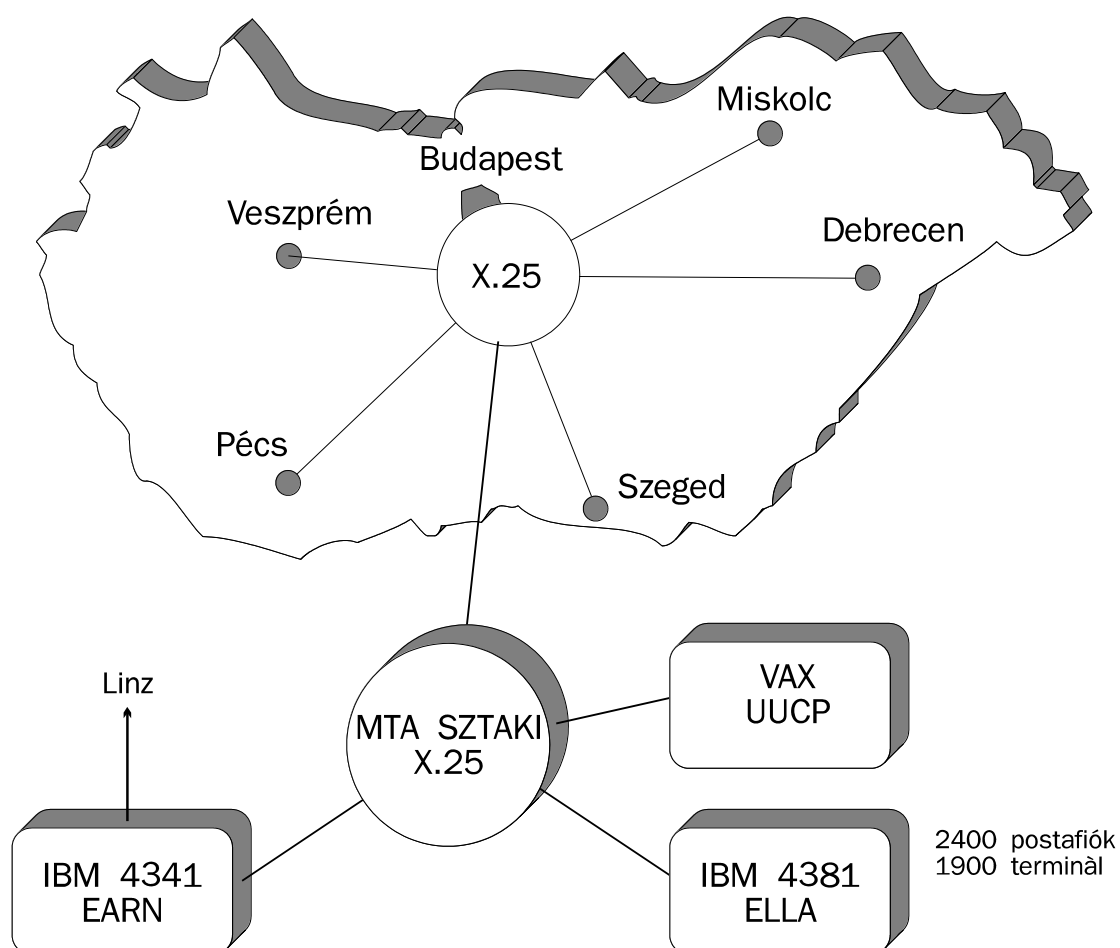 Miskolc
Budapest
Veszprém
Debrecen
X.25
Pécs
Szeged
Linz
MTA SZTAKI
X.25
VAX
UUCP
IBM 4341
EARN
IBM 4381
ELLA
2400 postafiók
1900 terminàl